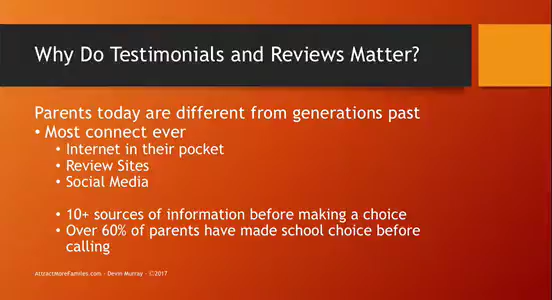 Why Do Testimonials and Reviews Matter?
Parents today are different from generations past
• Most connect ever
• Internet in their pocket
• Review Sites
• Social Media
• 10+ sources of information before making a choice
• Over 60% of parents have made school choice before
calling
AttractMoreFamilies.com - Devin Murray - ©2017